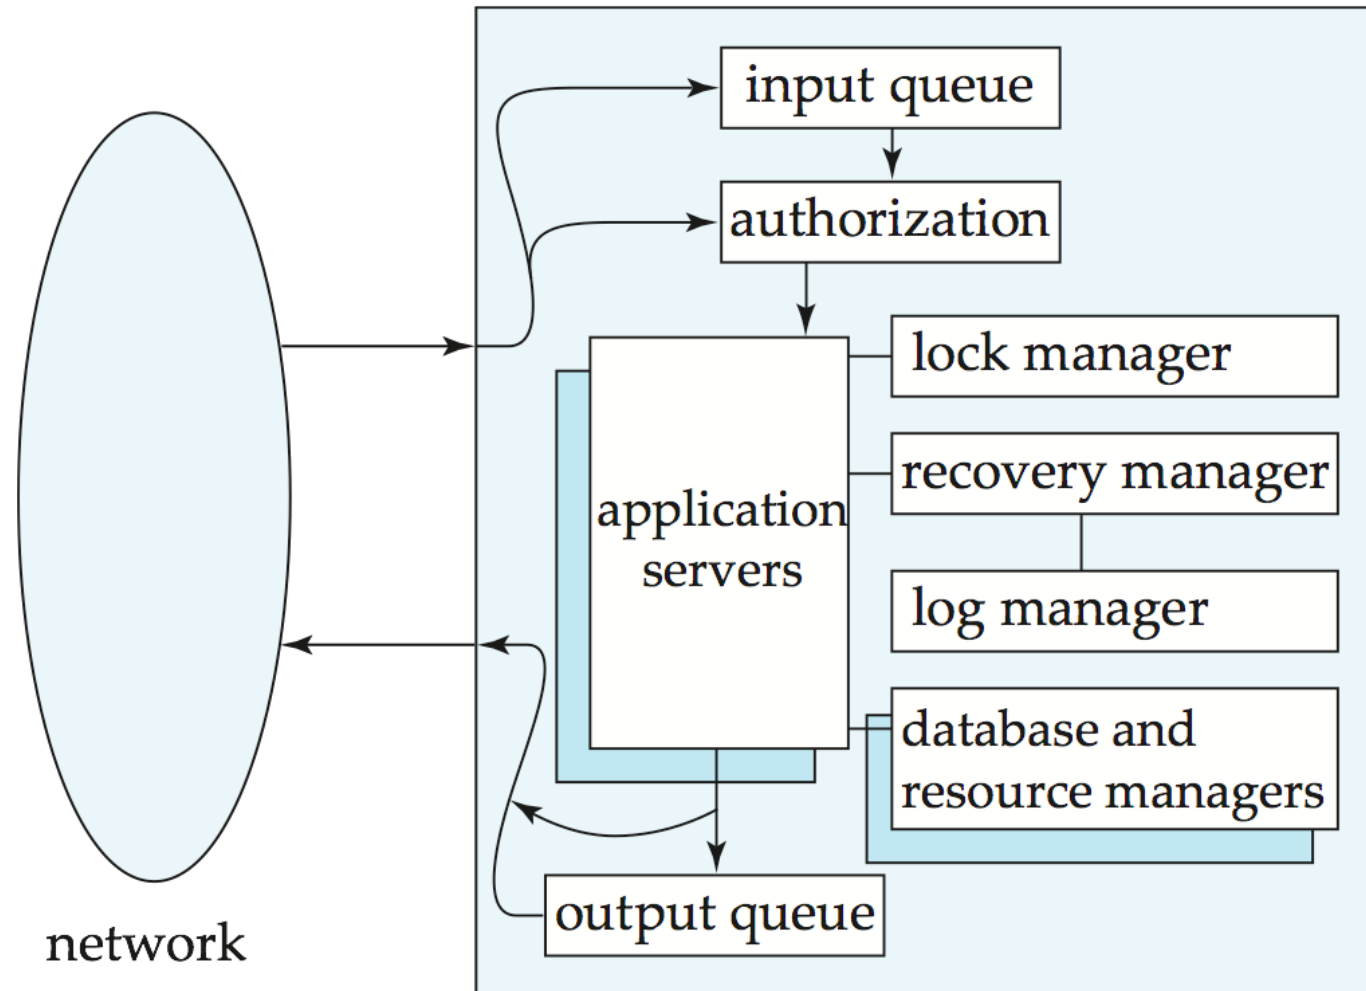 input queue
authorization
lock manager
recovery manager
application
servers
log manager
database and
resource managers
output queue
network